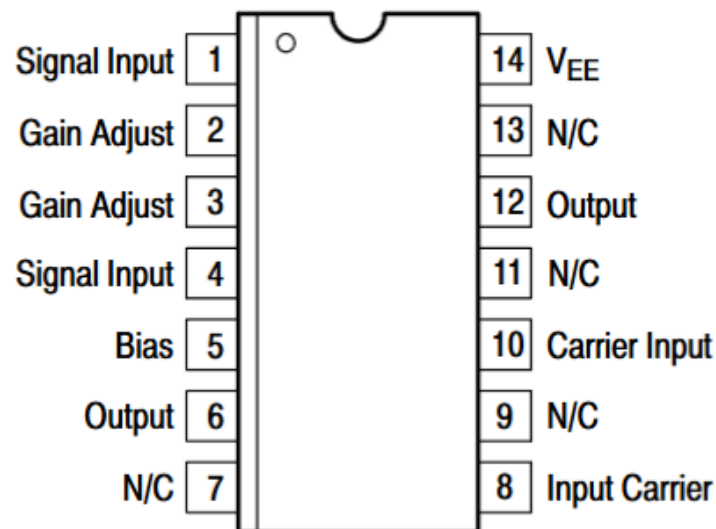 Signal Input 1 14 VEE
Gain Adjust 2 13 N/C
Gain Adjust 3 12 Output
Signal Input 4 11 N/C
Bias 5 10 Carrier Input
Output 6 9 N/C
N/C 7 8 Input Carrier